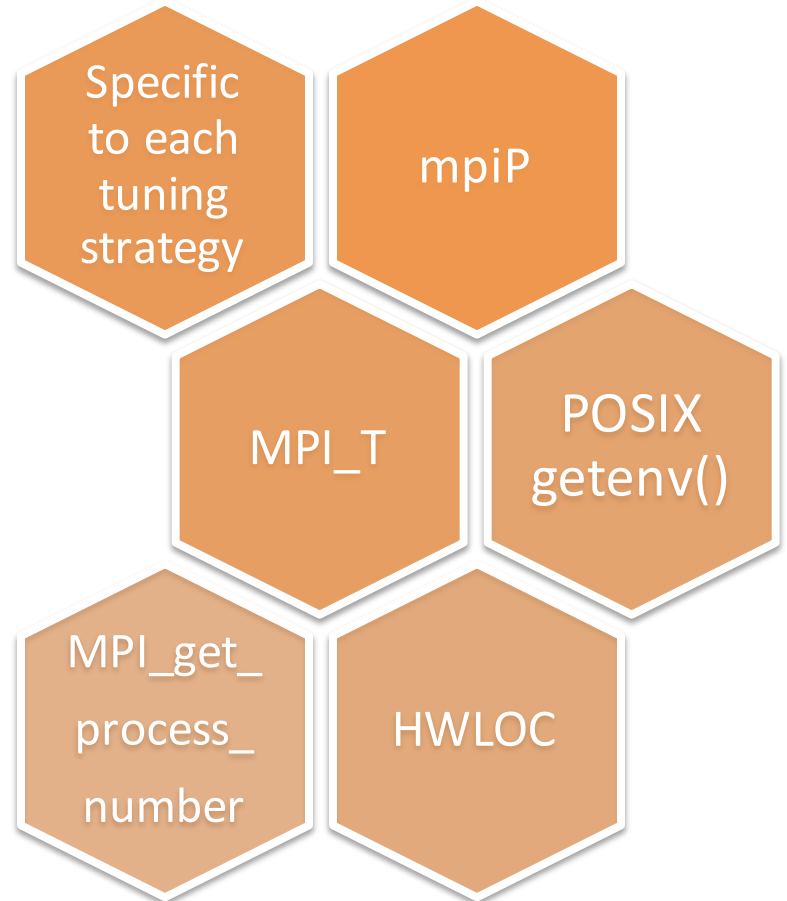 Specific
to each
tuning
strategy
mpiP
MPI_T
POSIX
getenv()
MPI_get_
process_
number
HWLOC